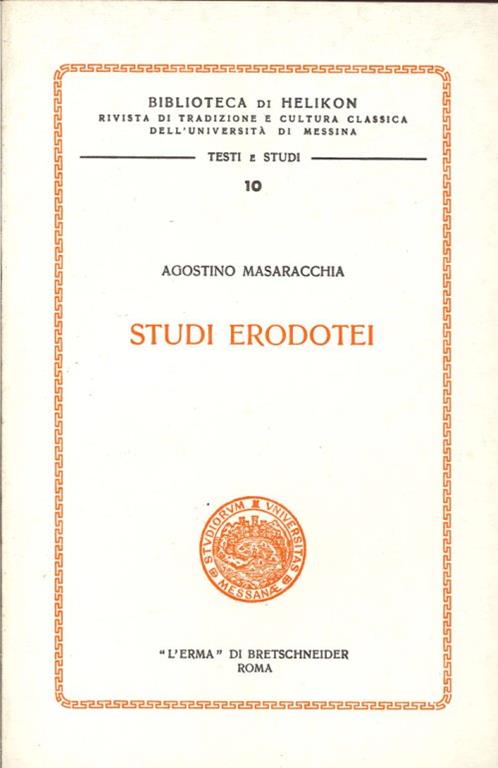 BIBLIOTECA DI HELIKON
RIVISTA DI TRADIZIONE E CULTURA CLASSICA
DELL'UNIVERSITÀ DI MESSINA
TESTI E STUDI
10
AGOSTINO MASARACCHIA
STUDI ERODOTEI
STVDIORVM VNIVERSITAS
MESSANÆ
"L'ERMA" DI BRETSCHNEIDER
ROMA